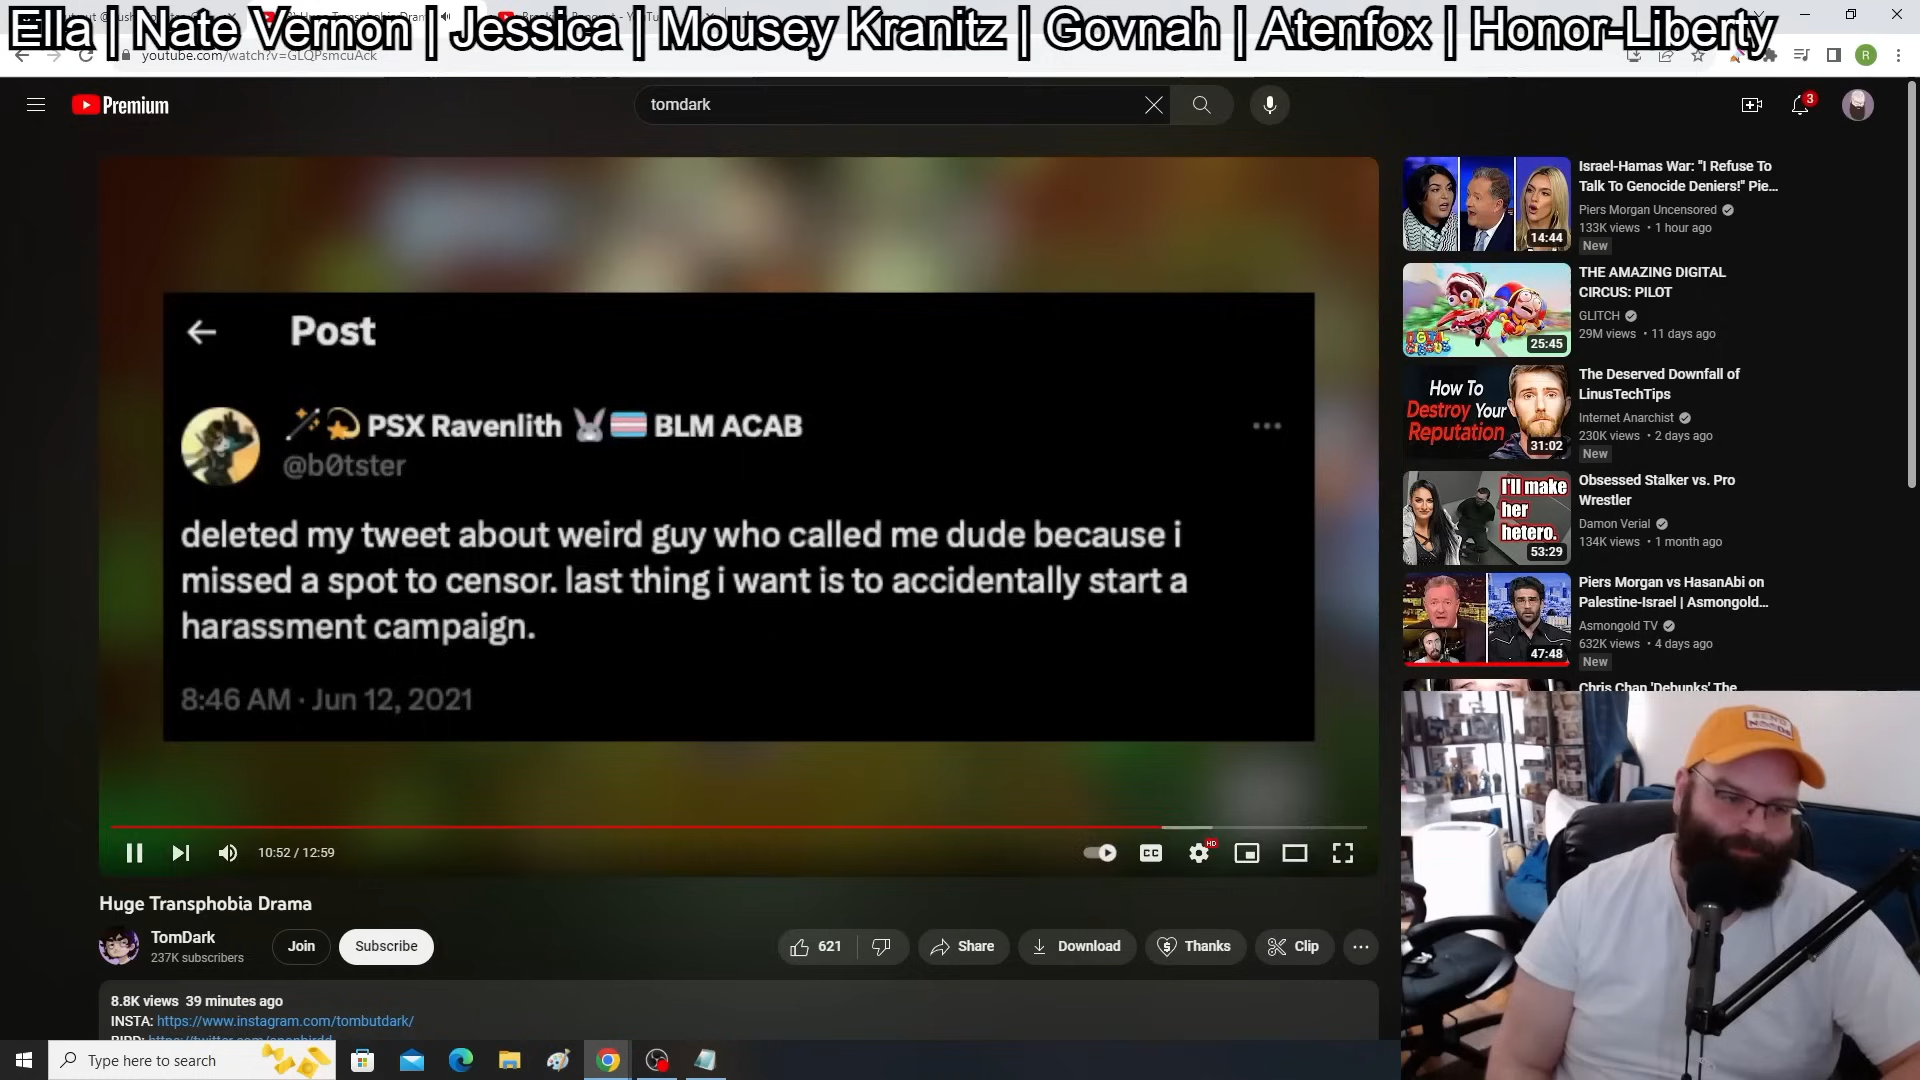 Ella | Nate Vernon | Jessica | Mousey Kranitz | Govnah | Atenfox | Honor-Liberty
youtube.com/watch?v=GLQPsmcuAck
R
Premium
tomdark
3
Post
PSX Ravenlith BLM ACAB
@b0tster
deleted my tweet about weird guy who called me dude because i
missed a spot to censor. last thing i want is to accidentally start a
harassment campaign.
8:46 AM · Jun 12, 2021
10:52 / 12:59
CC
HD
Huge Transphobia Drama
TomDark
237K subscribers
Join
Subscribe
621
Share
Download
Thanks
Clip
8.8K views 39 minutes ago
INSTA: https://www.instagram.com/tombutdark/
Israel-Hamas War: "I Refuse To
Talk To Genocide Deniers!" Pie...
Piers Morgan Uncensored
133K views • 1 hour ago
New
14:44
THE AMAZING DIGITAL
CIRCUS: PILOT
GLITCH
29M views • 11 days ago
25:45
How To
Destroy Your
Reputation
31:02
The Deserved Downfall of
LinusTechTips
Internet Anarchist
230K views • 2 days ago
New
I'll make
her
hetero.
53:29
Obsessed Stalker vs. Pro
Wrestler
Damon Verial
134K views • 1 month ago
47:48
Piers Morgan vs HasanAbi on
Palestine-Israel | Asmongold...
Asmongold TV
632K views • 4 days ago
New
Chris Chan 'Debunks' The
Type here to search